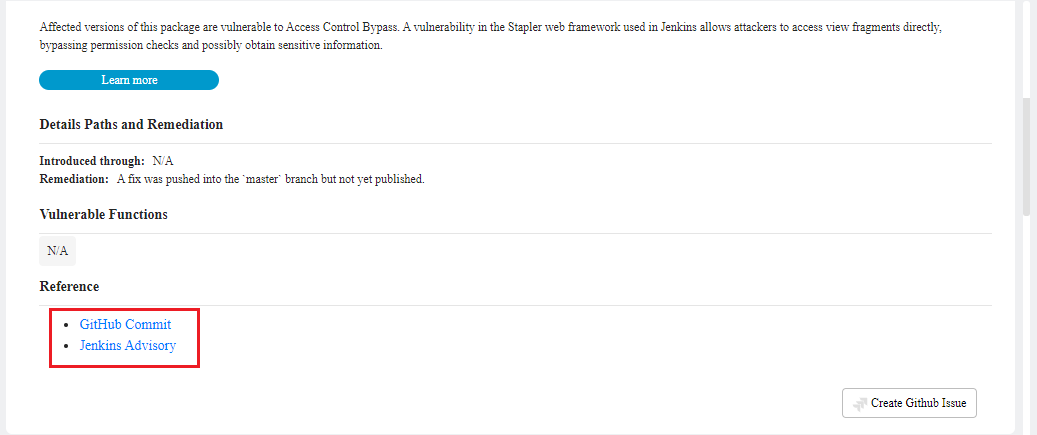 Affected versions of this package are vulnerable to Access Control Bypass. A vulnerability in the Stapler web framework used in Jenkins allows attackers to access view fragments directly,
bypassing permission checks and possibly obtain sensitive information.
Learn more
Details Paths and Remediation
Introduced through: N/A
Remediation: A fix was pushed into the `master` branch but not yet published.
Vulnerable Functions
N/A
Reference
• GitHub Commit
• Jenkins Advisory
Create Github Issue